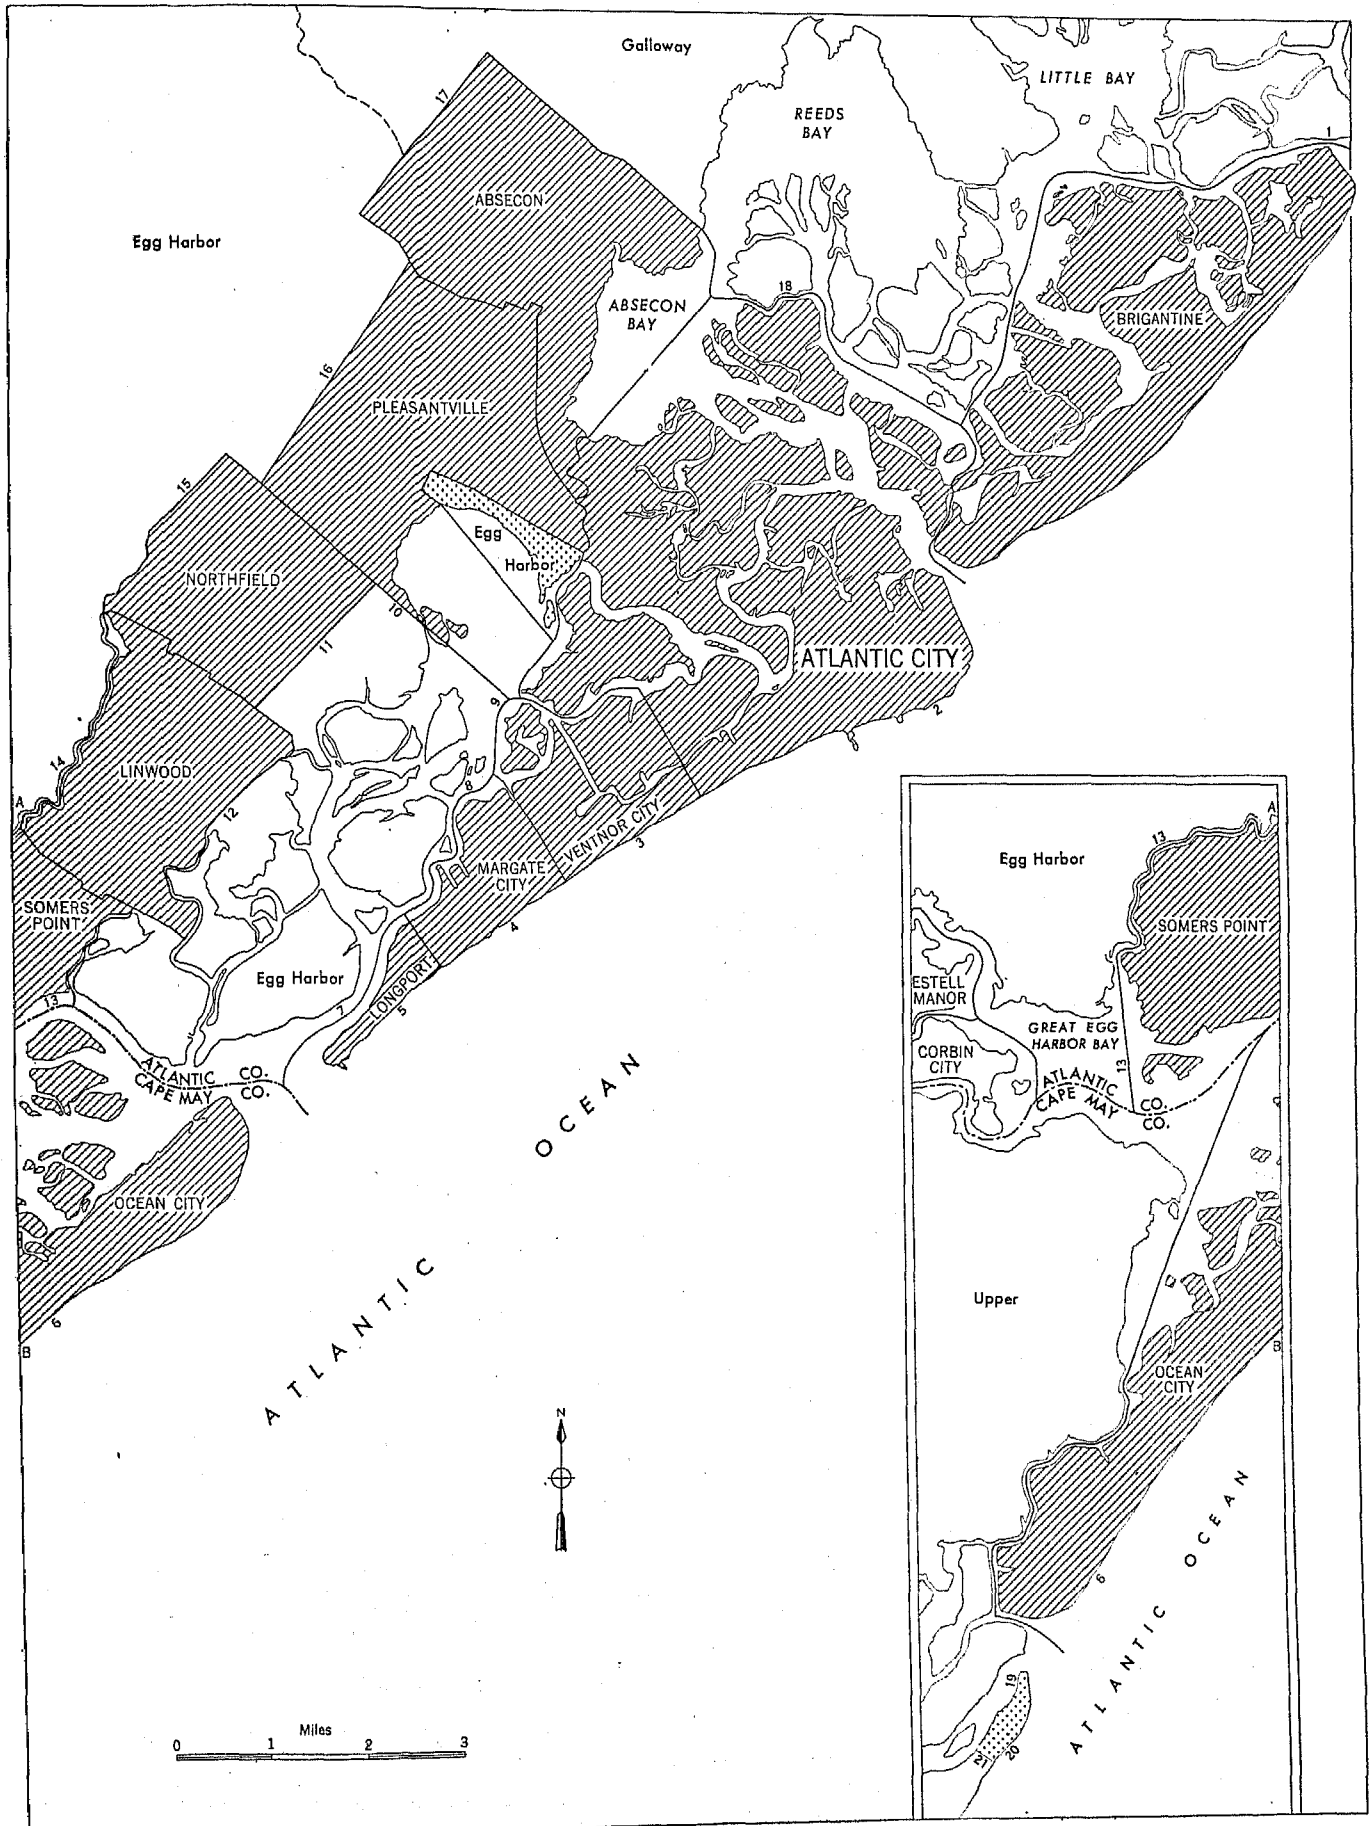 Galloway
LITTLE BAY
REEDS
BAY
17
1
ABSECON
Egg Harbor
ABSECON
BAY
18
BRIGANTINE
16
PLEASANTVILLE
15
Egg
Harbor
NORTHFIELD
10
11
ATLANTIC CITY
9
2
14
LINWOOD
8
A
12
VENTNOR CITY
3
MARGATE
CITY
SOMERS
POINT
4
Egg Harbor
LONGPORT
5
7
13
ATLANTIC CO.
CAPE MAY CO.
OCEAN CITY
6
B
ATLANTIC OCEAN
N
Miles
0 1 2 3
A
13
Egg Harbor
SOMERS POINT
ESTELL
MANOR
GREAT EGG
HARBOR BAY
CORBIN
CITY
13
ATLANTIC CO.
CAPE MAY CO.
Upper
B
OCEAN
CITY
6
ATLANTIC OCEAN
19
20
21